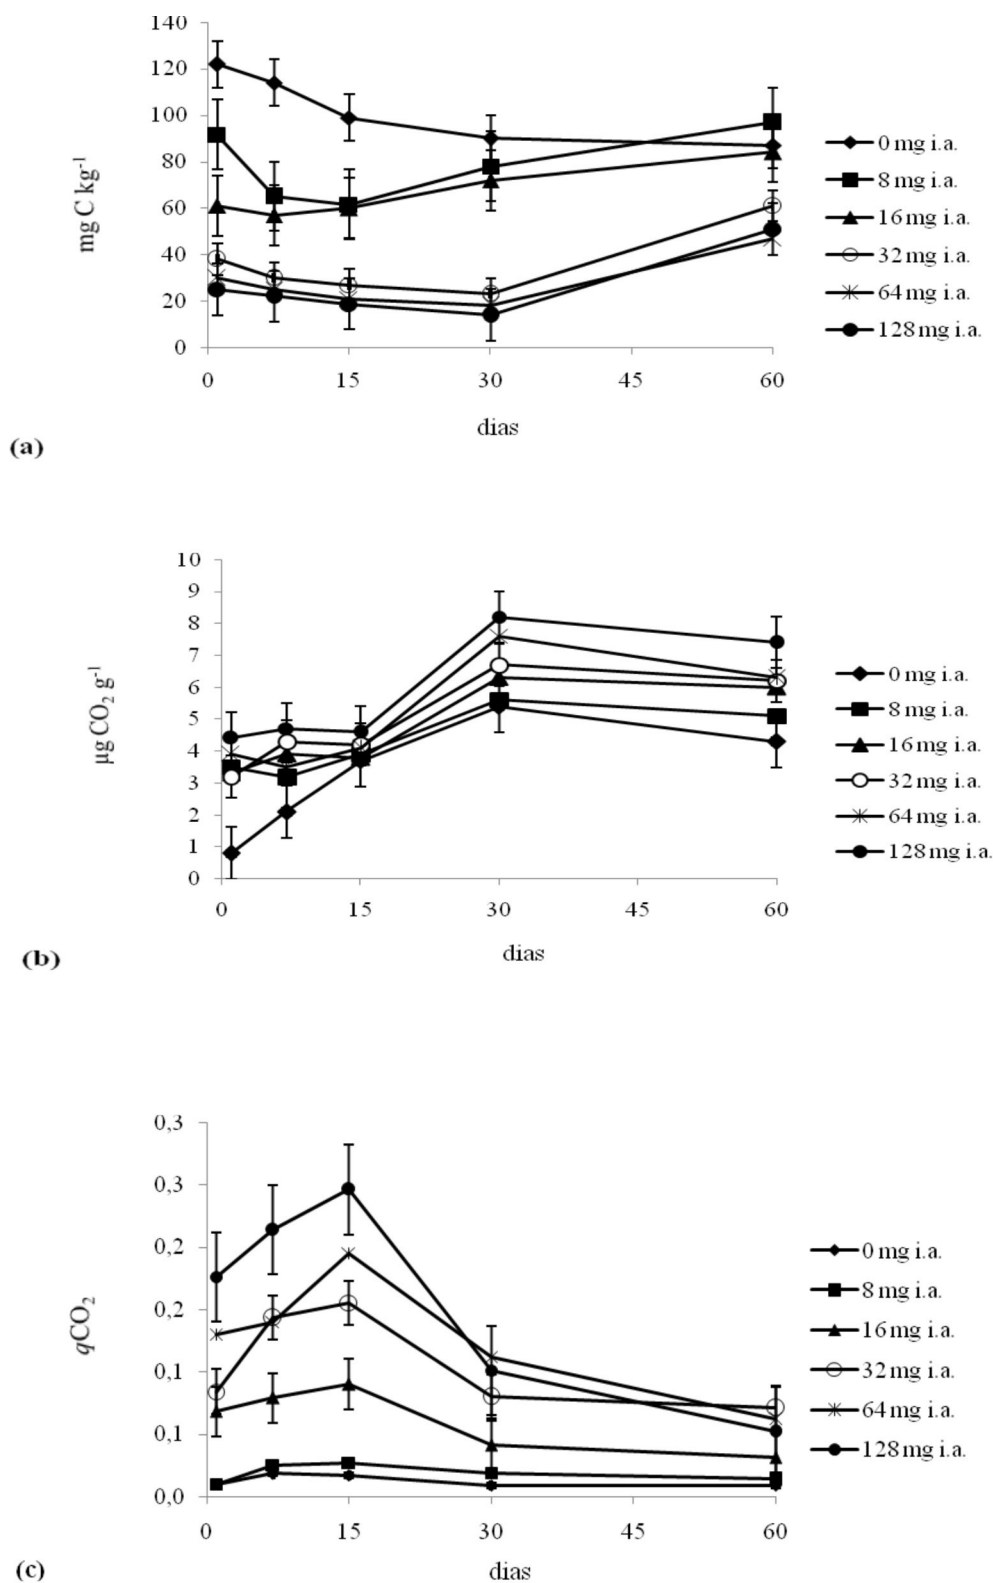 140
120
100
80
60
40
20
0
mg C kg⁻¹
0 15 30 45 60
dias
0 mg i.a.
8 mg i.a.
16 mg i.a.
32 mg i.a.
64 mg i.a.
128 mg i.a.
(a)
10
9
8
7
6
5
4
3
2
1
0
µg CO₂ g⁻¹
0 15 30 45 60
dias
0 mg i.a.
8 mg i.a.
16 mg i.a.
32 mg i.a.
64 mg i.a.
128 mg i.a.
(b)
0,3
0,3
0,2
0,2
0,1
0,1
0,0
qCO₂
0 15 30 45 60
dias
0 mg i.a.
8 mg i.a.
16 mg i.a.
32 mg i.a.
64 mg i.a.
128 mg i.a.
(c)